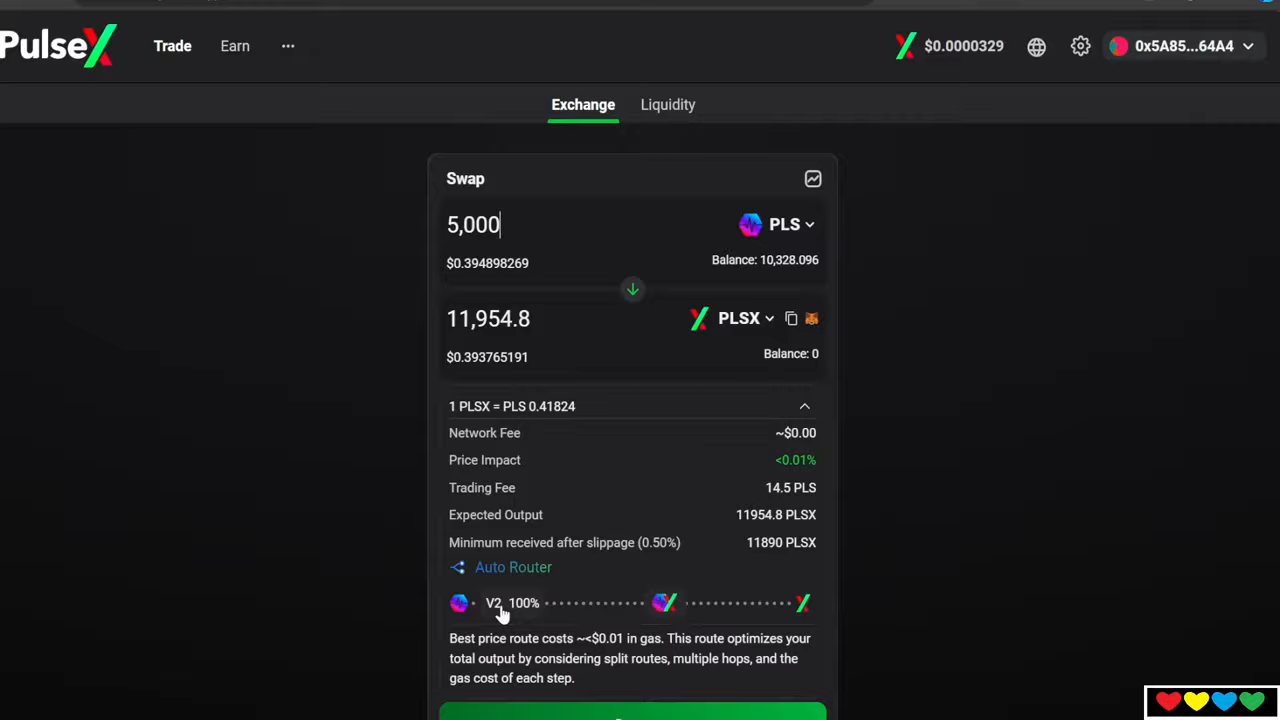 PulseX
Trade
Earn
$0.0000329
0x5A85...64A4
Exchange
Liquidity
Swap
5,000
PLS
$0.394898269
Balance: 10,328.096
11,954.8
PLSX
$0.393765191
Balance: 0
1 PLSX = PLS 0.41824
Network Fee
~$0.00
Price Impact
<0.01%
Trading Fee
14.5 PLS
Expected Output
11954.8 PLSX
Minimum received after slippage (0.50%)
11890 PLSX
Auto Router
V2 100%
Best price route costs ~<$0.01 in gas. This route optimizes your
total output by considering split routes, multiple hops, and the
gas cost of each step.